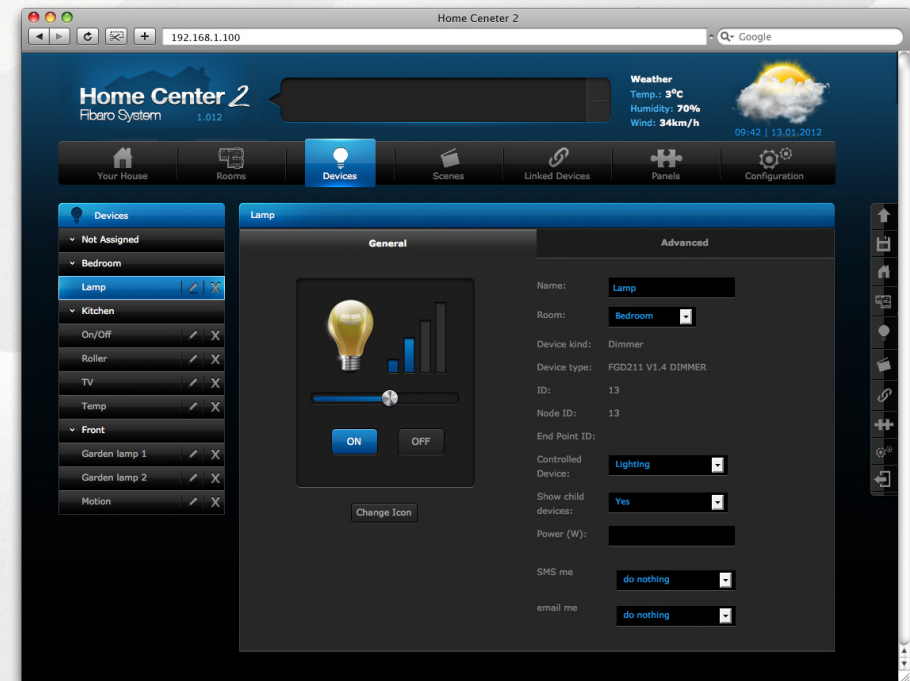 Home Ceneter 2
192.168.1.100
Google
Home Center 2
Fibaro System 1.012
Weather
Temp.: 3°C
Humidity: 70%
Wind: 34km/h
09:42 | 13.01.2012
Your House
Rooms
Devices
Scenes
Linked Devices
Panels
Configuration
Devices
Not Assigned
Bedroom
Lamp
Kitchen
On/Off
Roller
TV
Temp
Front
Garden lamp 1
Garden lamp 2
Motion
Lamp
General
Advanced
ON
OFF
Change Icon
Name: Lamp
Room: Bedroom
Device kind: Dimmer
Device type: FGD211 V1.4 DIMMER
ID: 13
Node ID: 13
End Point ID:
Controlled
Device: Lighting
Show child
devices: Yes
Power (W):
SMS me do nothing
email me do nothing